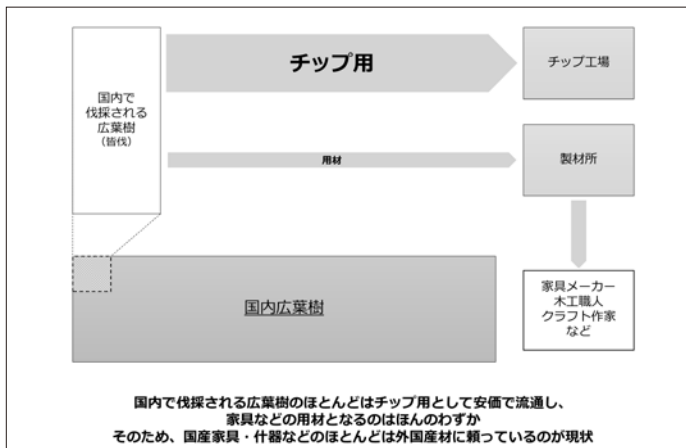 チップ用
チップ工場
国内で
伐採される
広葉樹
（皆伐）
用材
製材所
国内広葉樹
家具メーカー
木工職人
クラフト作家
など
国内で伐採される広葉樹のほとんどはチップ用として安価で流通し、
家具などの用材となるのはほんのわずか
そのため、国産家具・什器などのほとんどは外国産材に頼っているのが現状